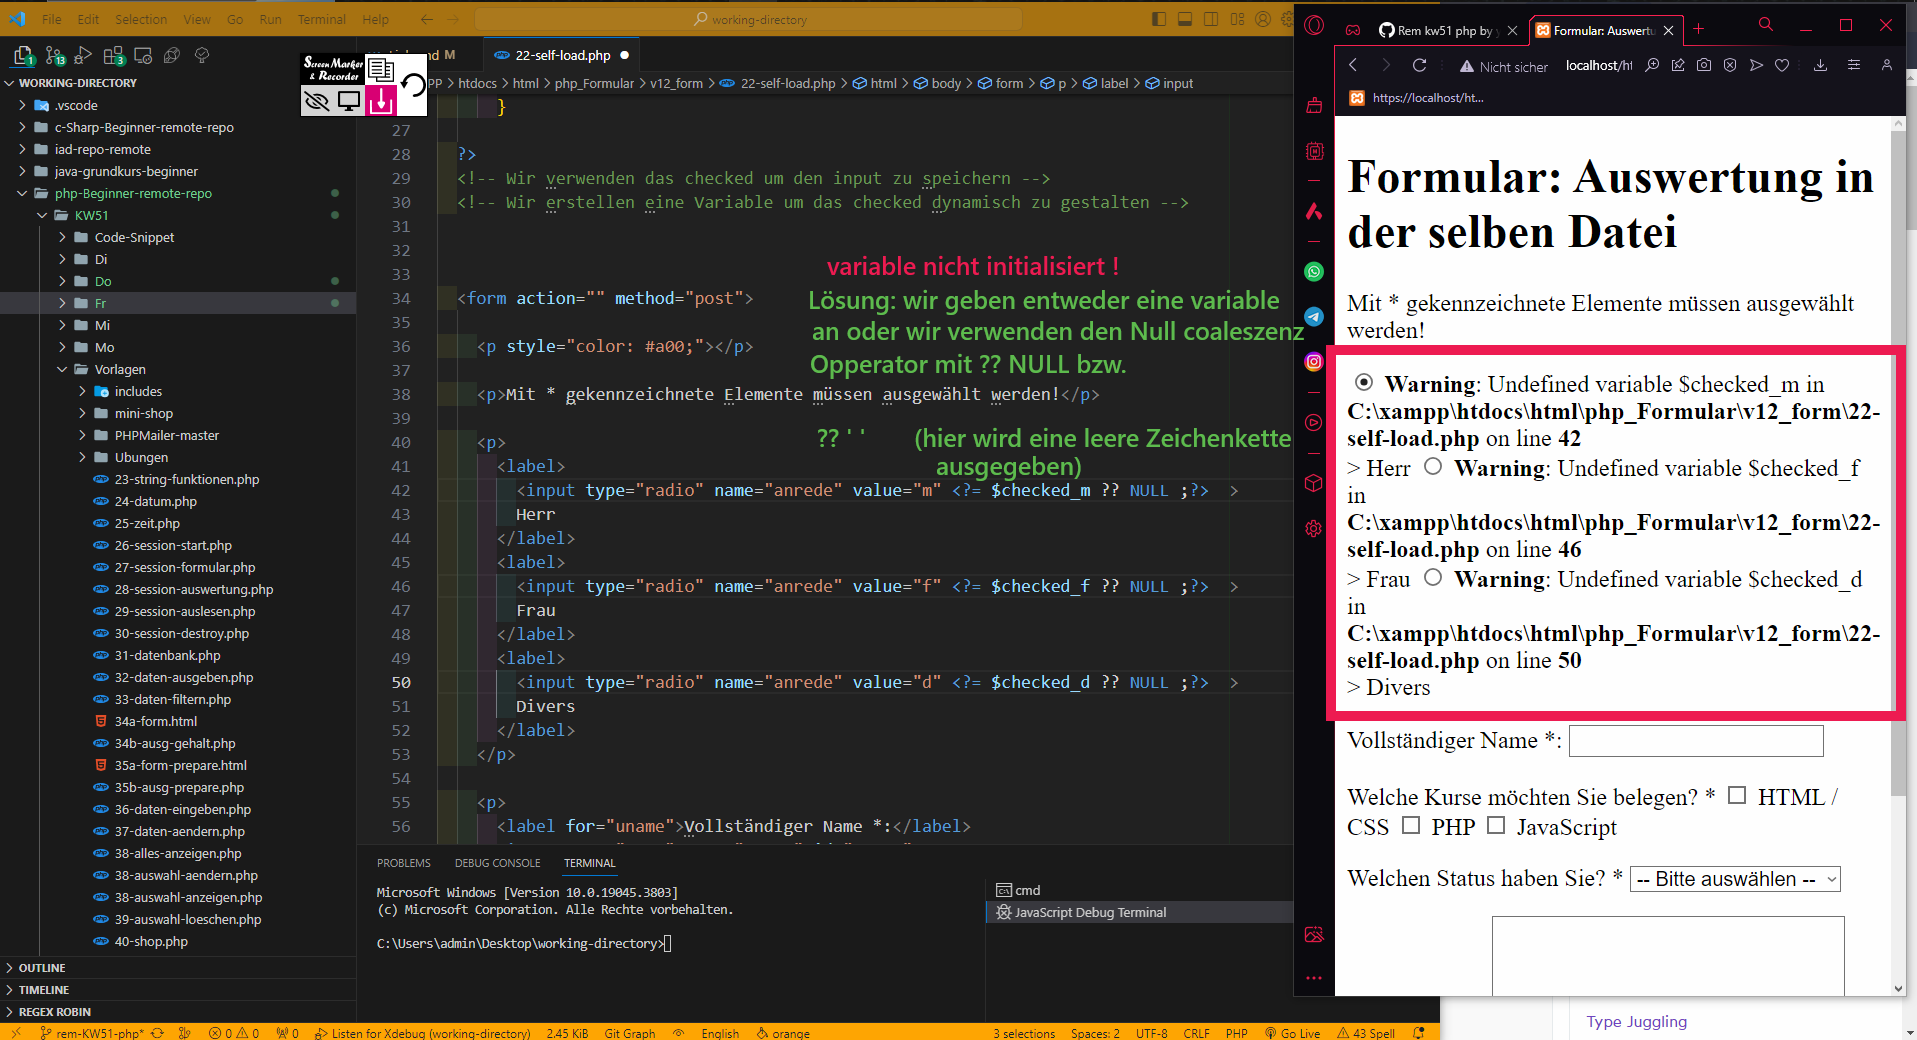 File Edit Selection View Go Run Terminal Help
working-directory
WORKING-DIRECTORY
.vscode
c-Sharp-Beginner-remote-repo
iad-repo-remote
java-grundkurs-beginner
php-Beginner-remote-repo
KW51
Code-Snippet
Di
Do
Fr
Mi
Mo
Vorlagen
includes
mini-shop
PHPMailer-master
Ubungen
23-string-funktionen.php
24-datum.php
25-zeit.php
26-session-start.php
27-session-formular.php
28-session-auswertung.php
29-session-auslesen.php
30-session-destroy.php
31-datenbank.php
32-daten-ausgeben.php
33-daten-filtern.php
34a-form.html
34b-ausg-gehalt.php
35a-form-prepare.html
35b-ausg-prepare.php
36-daten-eingeben.php
37-daten-aendern.php
38-alles-anzeigen.php
38-auswahl-aendern.php
38-auswahl-anzeigen.php
39-auswahl-loeschen.php
40-shop.php
OUTLINE
TIMELINE
REGEX ROBIN
ScreenMarker
& Recorder
M
22-self-load.php
PP > htdocs > html > php_Formular > v12_form > 22-self-load.php > html > body > form > p > label > input
}
27
28 ?>
29 <!-- Wir verwenden das checked um den input zu speichern -->
30 <!-- Wir erstellen eine Variable um das checked dynamisch zu gestalten -->
31
32
33
variable nicht initialisiert !
34 <form action="" method="post">
Lösung: wir geben entweder eine variable
an oder wir verwenden den Null coaleszenz
Opperator mit ?? NULL bzw.
35
36 <p style="color: #a00;"></p>
37
38 <p>Mit * gekennzeichnete Elemente müssen ausgewählt werden!</p>
39
?? ' ' (hier wird eine leere Zeichenkette
ausgegeben)
40 <p>
41 <label>
42 <input type="radio" name="anrede" value="m" <?= $checked_m ?? NULL ;?> >
43 Herr
44 </label>
45 <label>
46 <input type="radio" name="anrede" value="f" <?= $checked_f ?? NULL ;?> >
47 Frau
48 </label>
49 <label>
50 <input type="radio" name="anrede" value="d" <?= $checked_d ?? NULL ;?> >
51 Divers
52 </label>
53 </p>
54
55 <p>
56 <label for="uname">Vollständiger Name *:</label>
PROBLEMS DEBUG CONSOLE TERMINAL
Microsoft Windows [Version 10.0.19045.3803]
(c) Microsoft Corporation. Alle Rechte vorbehalten.
C:\Users\admin\Desktop\working-directory>
cmd
JavaScript Debug Terminal
rem-KW51-php* 0 0 0 Listen for Xdebug (working-directory) 2.45 KiB Git Graph English orange 3 selections Spaces: 2 UTF-8 CRLF PHP Go Live 43 Spell
Rem kw51 php by
Formular: Auswertu
Nicht sicher localhost/ht
https://localhost/ht...
Formular: Auswertung in
der selben Datei
Mit * gekennzeichnete Elemente müssen ausgewählt
werden!
Warning: Undefined variable $checked_m in
C:\xampp\htdocs\html\php_Formular\v12_form\22-
self-load.php on line 42
> Herr Warning: Undefined variable $checked_f
in
C:\xampp\htdocs\html\php_Formular\v12_form\22-
self-load.php on line 46
> Frau Warning: Undefined variable $checked_d
in
C:\xampp\htdocs\html\php_Formular\v12_form\22-
self-load.php on line 50
> Divers
Vollständiger Name *:
Welche Kurse möchten Sie belegen? * HTML /
CSS PHP JavaScript
Welchen Status haben Sie? * -- Bitte auswählen --
Type Juggling